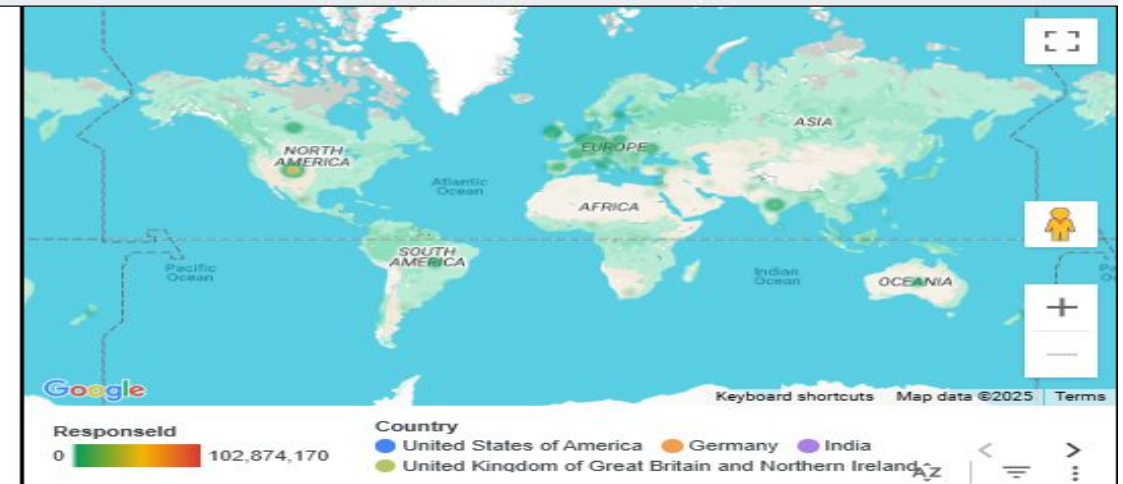 ASIA
NORTH
AMERICA
EUROPE
Atlantic
Ocean
AFRICA
SOUTH
AMERICA
Pacific
Ocean
Indian
Ocean
OCEANIA
Google
Keyboard shortcuts Map data ©2025 Terms
ResponseId
0 102,874,170
Country
United States of America Germany India
United Kingdom of Great Britain and Northern Ireland
AZ